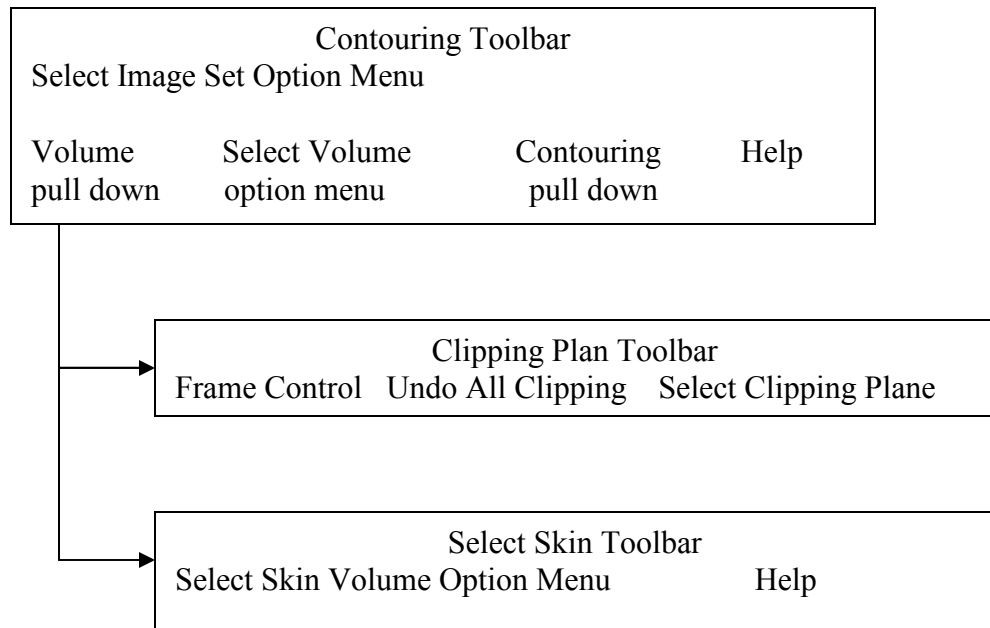 Contouring Toolbar
Select Image Set Option Menu
Volume Select Volume Contouring Help
pull down option menu pull down
Clipping Plan Toolbar
Frame Control Undo All Clipping Select Clipping Plane
Select Skin Toolbar
Select Skin Volume Option Menu Help